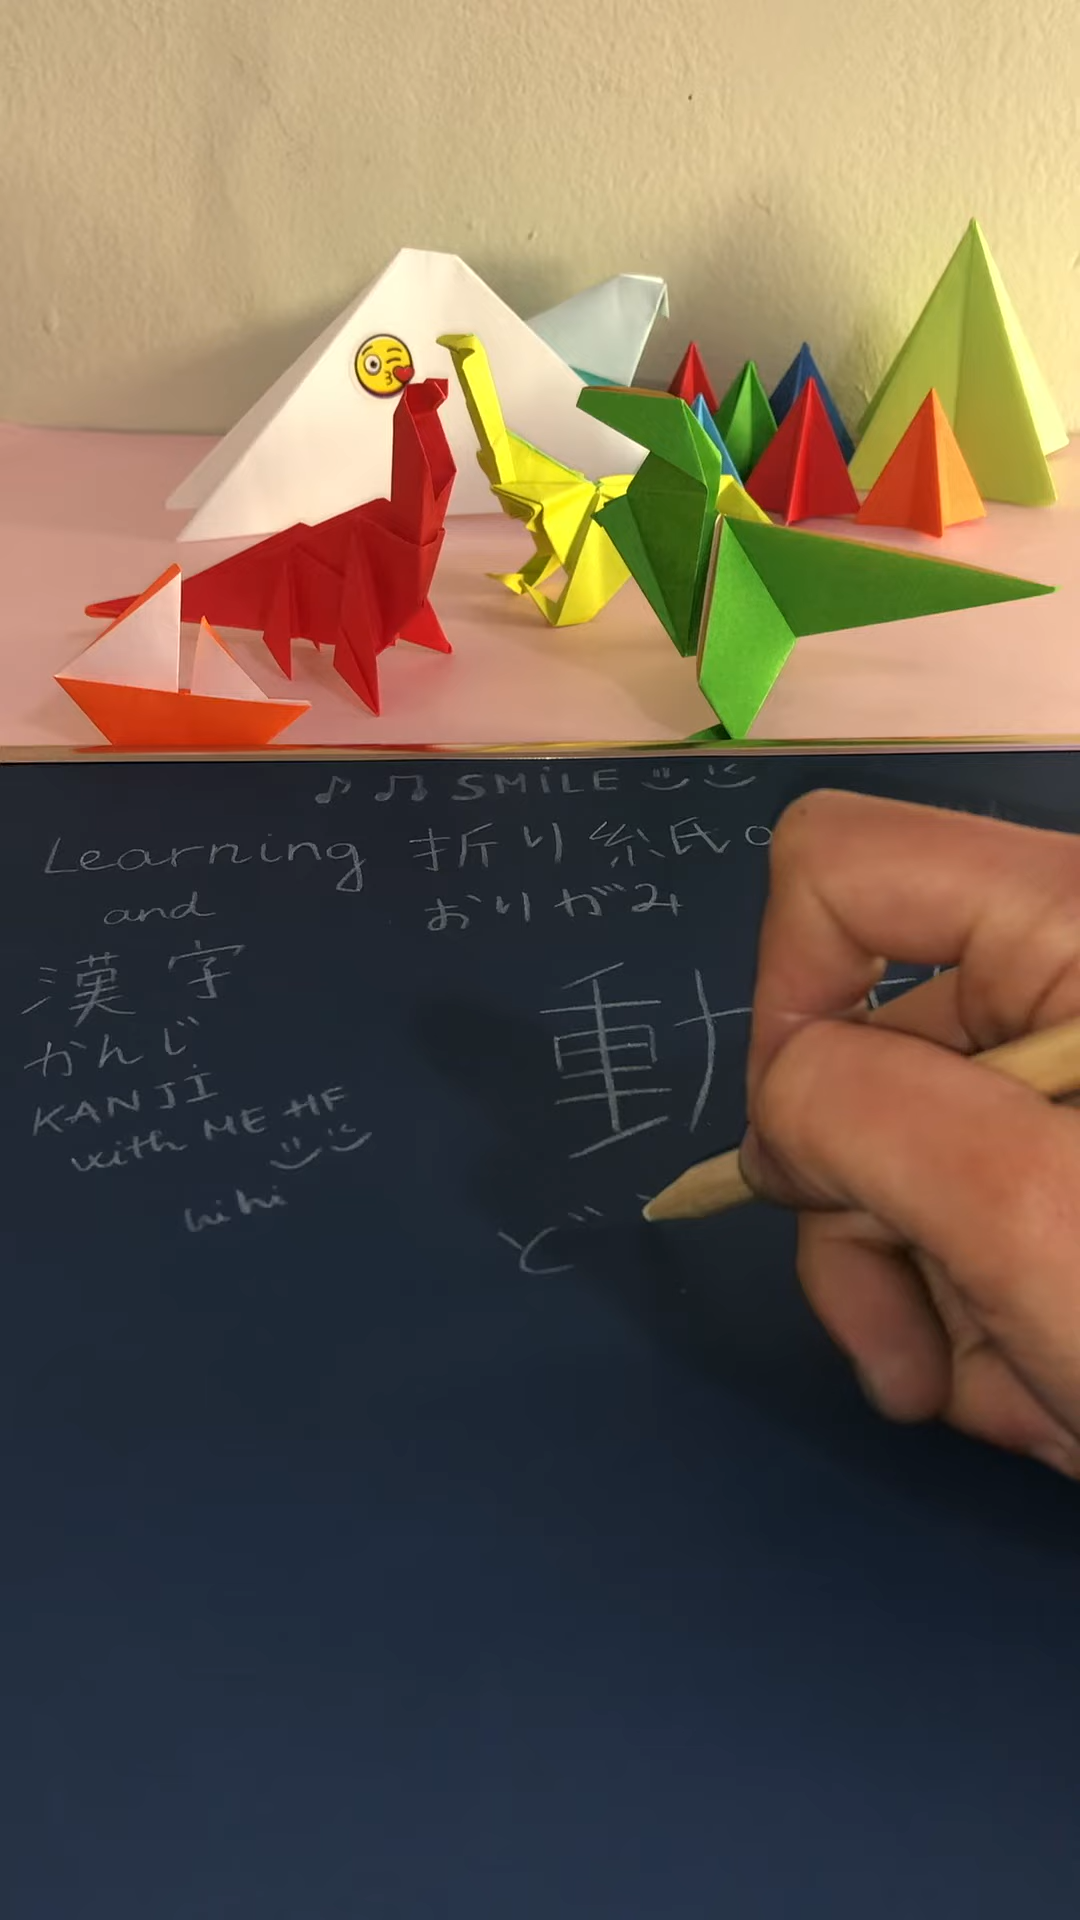 ♪ ♫ SMiLE
Learning 折り紙の
and おりがみ
漢字
かんじ
KANJi
with ME HF
hihi
動
ど